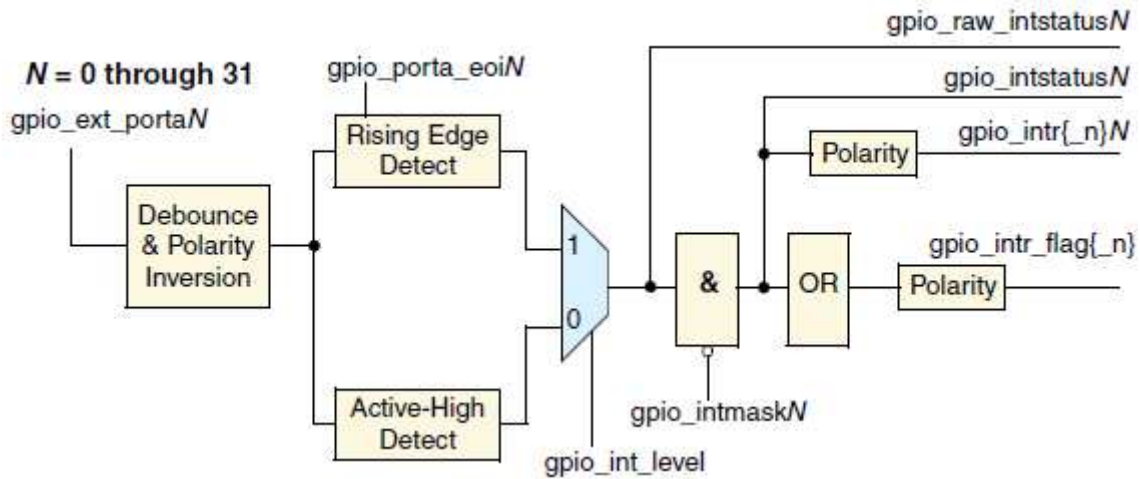 gpio_raw_intstatusN
N = 0 through 31
gpio_porta_eoiN
gpio_intstatusN
gpio_ext_portaN
Rising Edge
Detect
gpio_intr{_n}N
Polarity
Debounce
& Polarity
Inversion
1
0
&
OR
gpio_intr_flag{_n}
Polarity
Active-High
Detect
gpio_intmaskN
gpio_int_level